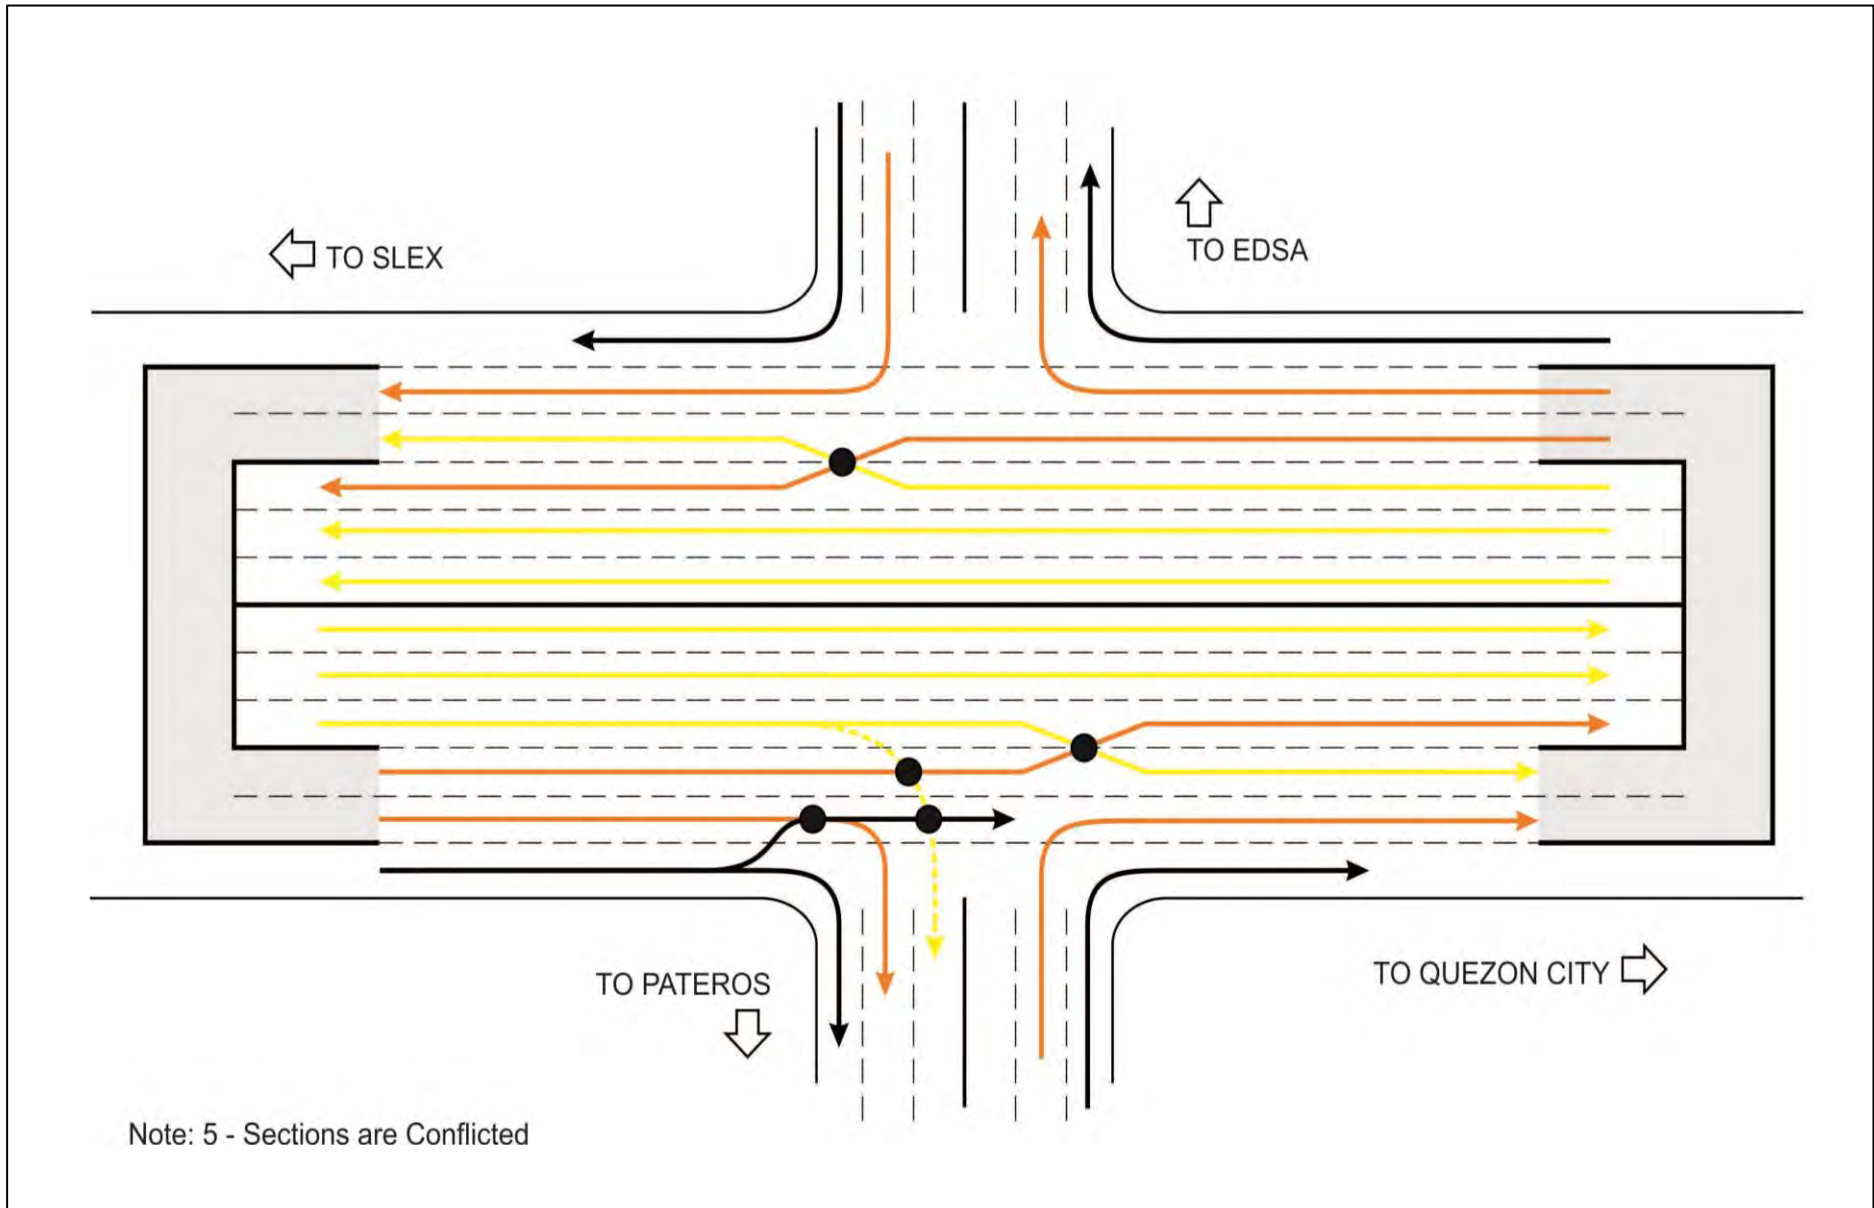 TO EDSA
TO SLEX
TO QUEZON CITY
TO PATEROS
Note: 5 - Sections are Conflicted